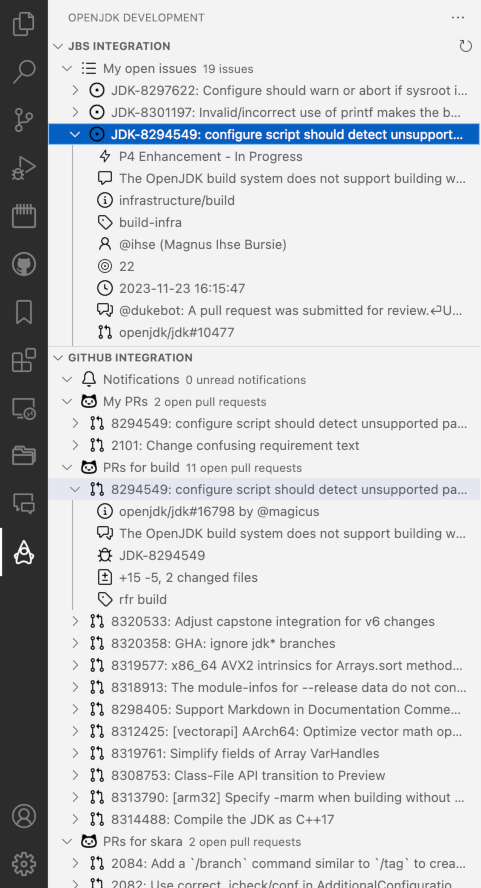 OPENJDK DEVELOPMENT
JBS INTEGRATION
My open issues 19 issues
JDK-8297622: Configure should warn or abort if sysroot i...
JDK-8301197: Invalid/incorrect use of printf makes the b...
JDK-8294549: configure script should detect unsupport...
P4 Enhancement - In Progress
The OpenJDK build system does not support building w...
infrastructure/build
build-infra
@ihse (Magnus Ihse Bursie)
22
2023-11-23 16:15:47
@dukebot: A pull request was submitted for review.⏎U...
openjdk/jdk#10477
GITHUB INTEGRATION
Notifications 0 unread notifications
My PRs 2 open pull requests
8294549: configure script should detect unsupported pa...
2101: Change confusing requirement text
PRs for build 11 open pull requests
8294549: configure script should detect unsupported pa...
openjdk/jdk#16798 by @magicus
The OpenJDK build system does not support building w...
JDK-8294549
+15 -5, 2 changed files
rfr build
8320533: Adjust capstone integration for v6 changes
8320358: GHA: ignore jdk* branches
8319577: x86_64 AVX2 intrinsics for Arrays.sort method...
8318913: The module-infos for --release data do not con...
8298405: Support Markdown in Documentation Comme...
8312425: [vectorapi] AArch64: Optimize vector math op...
8319761: Simplify fields of Array VarHandles
8308753: Class-File API transition to Preview
8313790: [arm32] Specify -marm when building without ...
8314488: Compile the JDK as C++17
PRs for skara 2 open pull requests
2084: Add a `/branch` command similar to `/tag` to crea...
2082: Use correct .jcheck/conf in AdditionalConfiguratio...